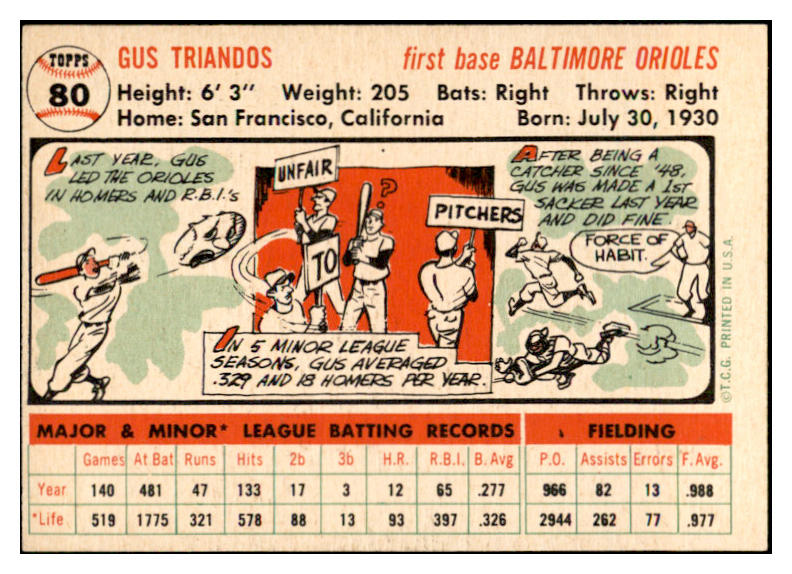 TOPPS
80
GUS TRIANDOS
first base BALTIMORE ORIOLES
Height: 6' 3" Weight: 205 Bats: Right Throws: Right
Home: San Francisco, California Born: July 30, 1930
LAST YEAR, GUS
LED THE ORIOLES
IN HOMERS AND R.B.I.'s
UNFAIR
TO
PITCHERS
?
IN 5 MINOR LEAGUE
SEASONS, GUS AVERAGED
.329 AND 18 HOMERS PER YEAR.
AFTER BEING A
CATCHER SINCE '48,
GUS WAS MADE A 1ST
SACKER LAST YEAR
AND DID FINE.
FORCE OF
HABIT.
©T.C.G. PRINTED IN U.S.A.
MAJOR & MINOR* LEAGUE BATTING RECORDS FIELDING
Games At Bat Runs Hits 2b 3b H.R. R.B.I. B. Avg P.O. Assists Errors F. Avg.
Year 140 481 47 133 17 3 12 65 .277 966 82 13 .988
*Life 519 1775 321 578 88 13 93 397 .326 2944 262 77 .977